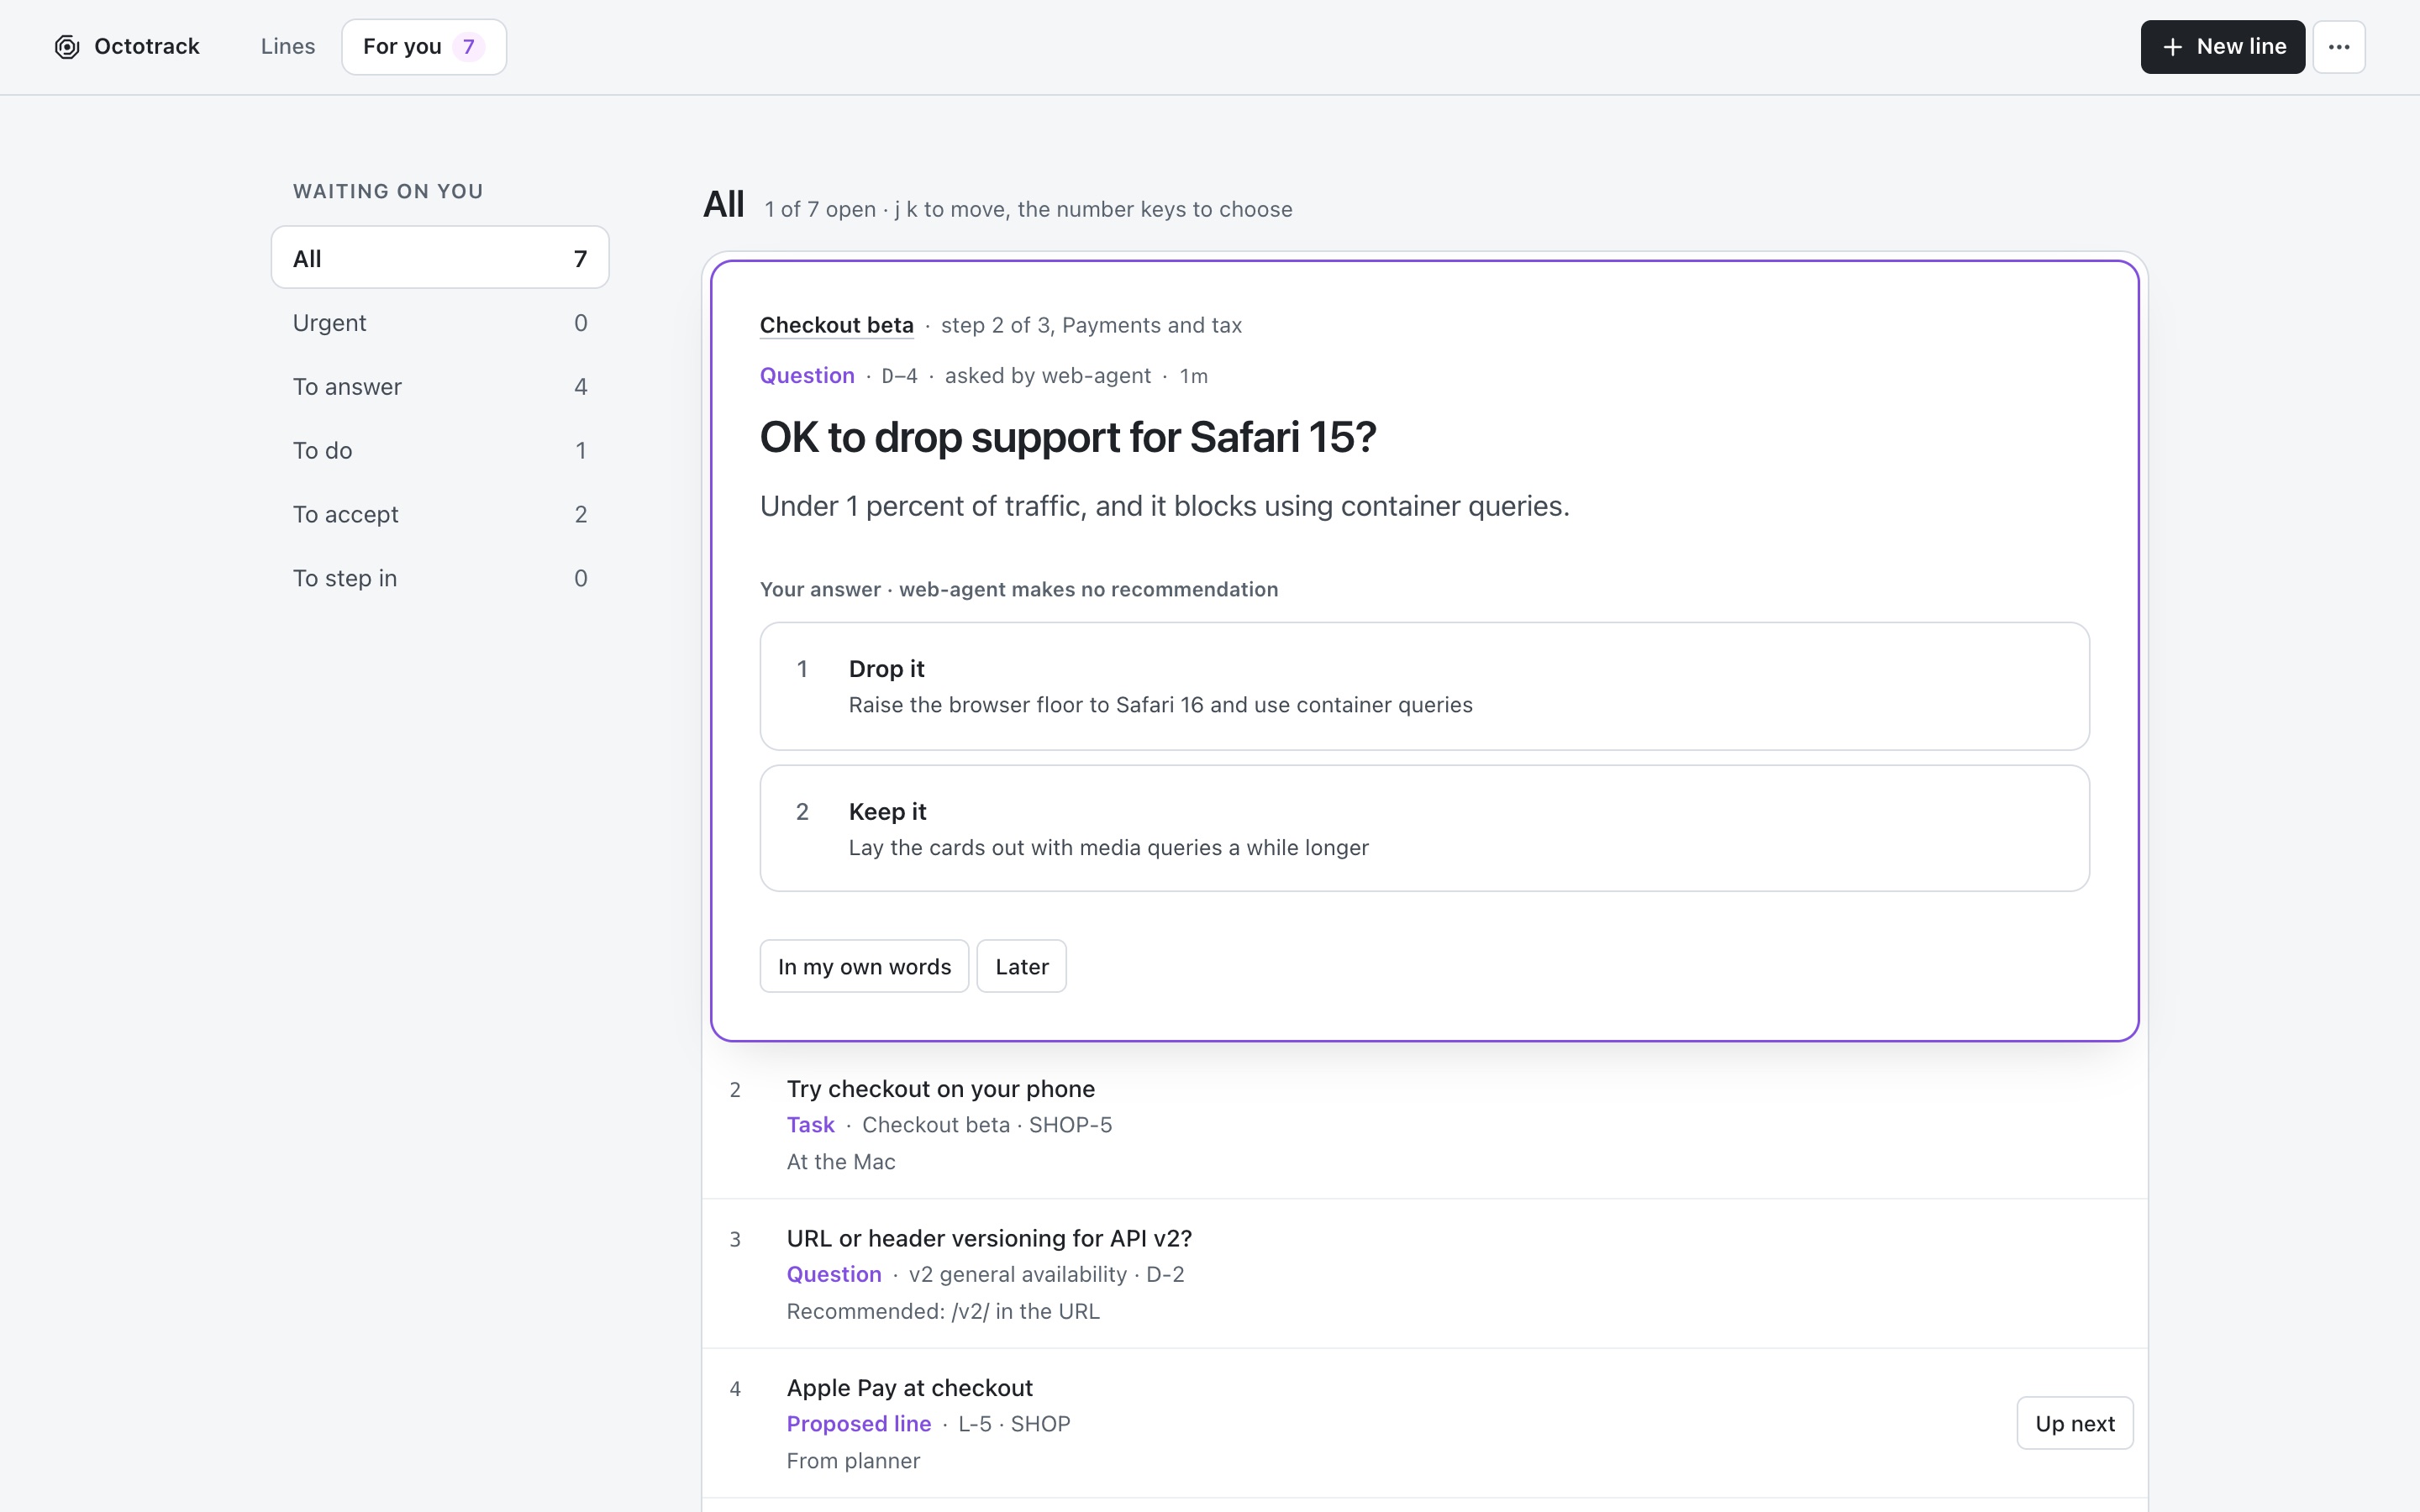 Octotrack
Lines
For you 7
+ New line
WAITING ON YOU
All 7
Urgent 0
To answer 4
To do 1
To accept 2
To step in 0
All 1 of 7 open · j k to move, the number keys to choose
Checkout beta · step 2 of 3, Payments and tax
Question · D–4 · asked by web-agent · 1m
OK to drop support for Safari 15?
Under 1 percent of traffic, and it blocks using container queries.
Your answer · web-agent makes no recommendation
1 Drop it
Raise the browser floor to Safari 16 and use container queries
2 Keep it
Lay the cards out with media queries a while longer
In my own words
Later
2 Try checkout on your phone
Task · Checkout beta · SHOP-5
At the Mac
3 URL or header versioning for API v2?
Question · v2 general availability · D-2
Recommended: /v2/ in the URL
4 Apple Pay at checkout
Proposed line · L-5 · SHOP
From planner
Up next